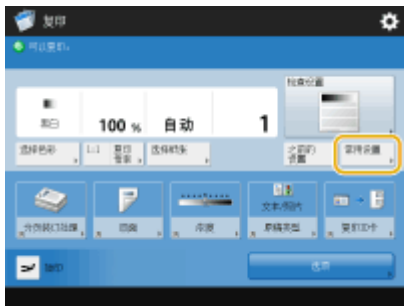 复印
可以复印。
检查设置
黑白
100 %
自动
1
选择色彩
1:1
复印
倍率
选择纸张
之前的
设置
常用设置
分页装订处理
双面
浓度
文本/照片
原稿类型
复印ID卡
选项